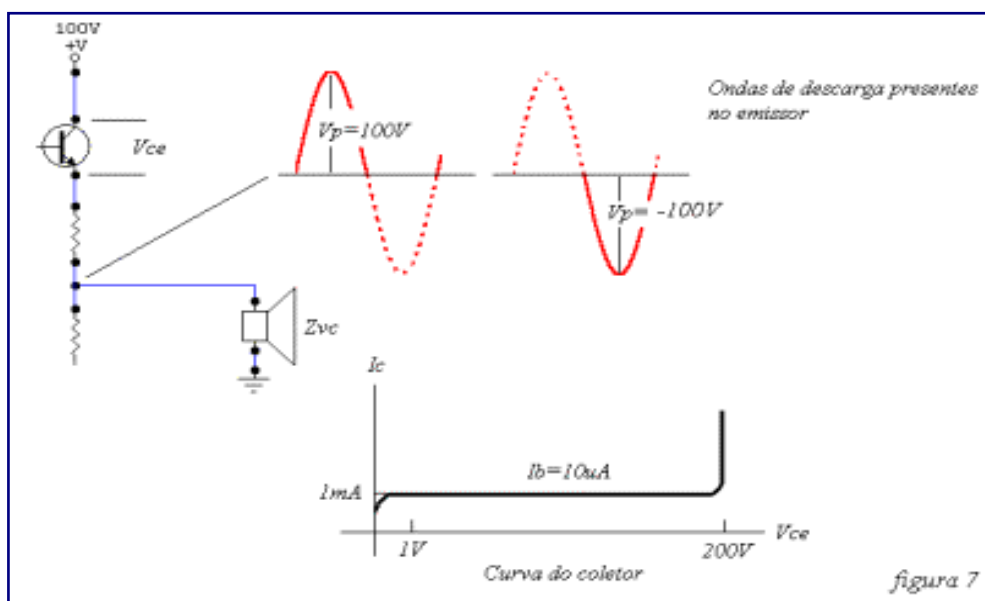 100V
+V
Vce
Vp=100V
Vp= -100V
Ondas de descarga presentes
no emissor
Zvc
Ic
Ib=10uA
1mA
1V
200V
Vce
Curva do coletor
figura 7